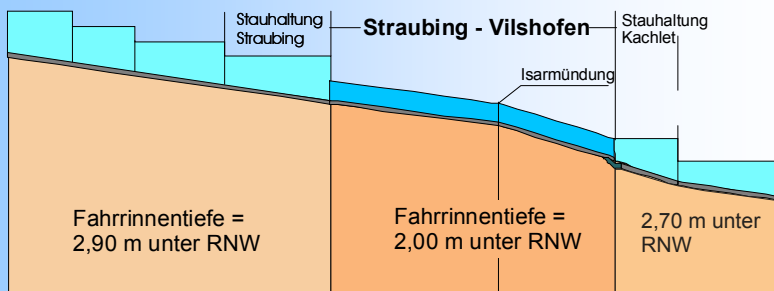 Stauhaltung
Straubing
Straubing - Vilshofen
Stauhaltung
Kachlet
Isarmündung
Fahrrinnentiefe =
2,90 m unter RNW
Fahrrinnentiefe =
2,00 m unter RNW
2,70 m unter
RNW